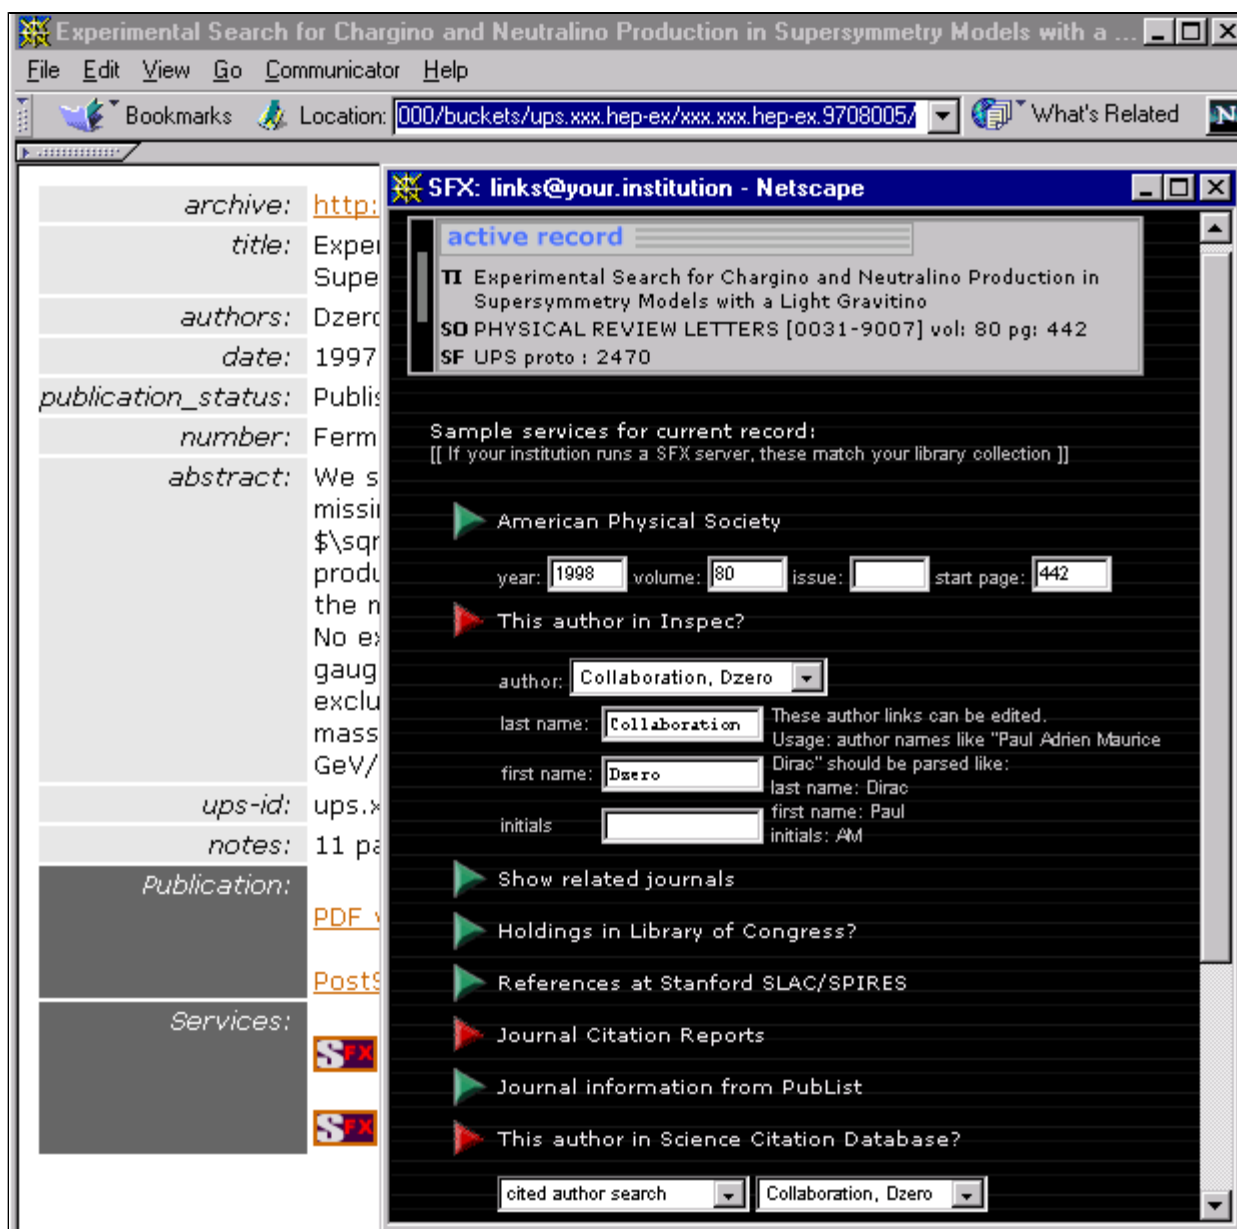 Experimental Search for Chargino and Neutralino Production in Supersymmetry Models with a ...
File Edit View Go Communicator Help
Bookmarks Location: 000/buckets/ups.xxx.hep-ex/xxx.xxx.hep-ex.9708005/ What's Related N
archive: http:
title: Exper
Supe
authors: Dzero
date: 1997
publication_status: Publis
number: Ferm
abstract: We s
missi
$\sqr
produ
the m
No ex
gaug
exclu
mass
GeV/
ups-id: ups.x
notes: 11 pa
Publication:
PDF v
PostS
Services:
SFX
SFX
SFX: links@your.institution - Netscape
active record
TI Experimental Search for Chargino and Neutralino Production in
Supersymmetry Models with a Light Gravitino
SO PHYSICAL REVIEW LETTERS [0031-9007] vol: 80 pg: 442
SF UPS proto : 2470
Sample services for current record:
[[ If your institution runs a SFX server, these match your library collection ]]
American Physical Society
year: 1998 volume: 80 issue: start page: 442
This author in Inspec?
author: Collaboration, Dzero
last name: Collaboration
first name: Dzero
initials
These author links can be edited.
Usage: author names like "Paul Adrien Maurice
Dirac" should be parsed like:
last name: Dirac
first name: Paul
initials: AM
Show related journals
Holdings in Library of Congress?
References at Stanford SLAC/SPIRES
Journal Citation Reports
Journal information from PubList
This author in Science Citation Database?
cited author search Collaboration, Dzero